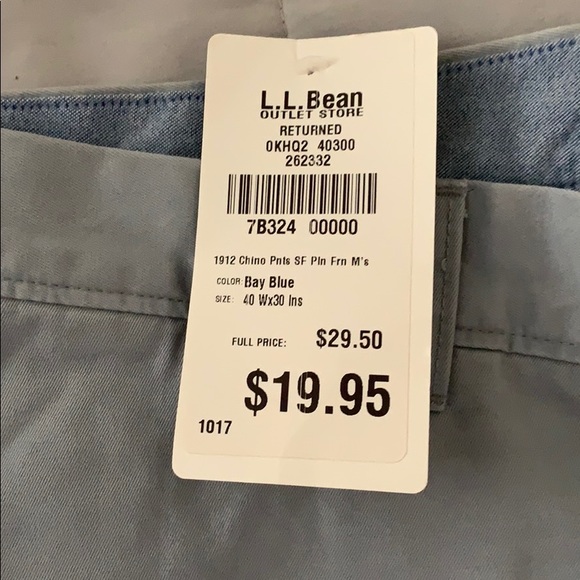 L.L.Bean
OUTLET STORE
RETURNED
0KHQ2 40300
262332
7B324 00000
1912 Chino Pnts SF Pln Frn M's
COLOR: Bay Blue
SIZE: 40 Wx30 Ins
FULL PRICE: $29.50
$19.95
1017